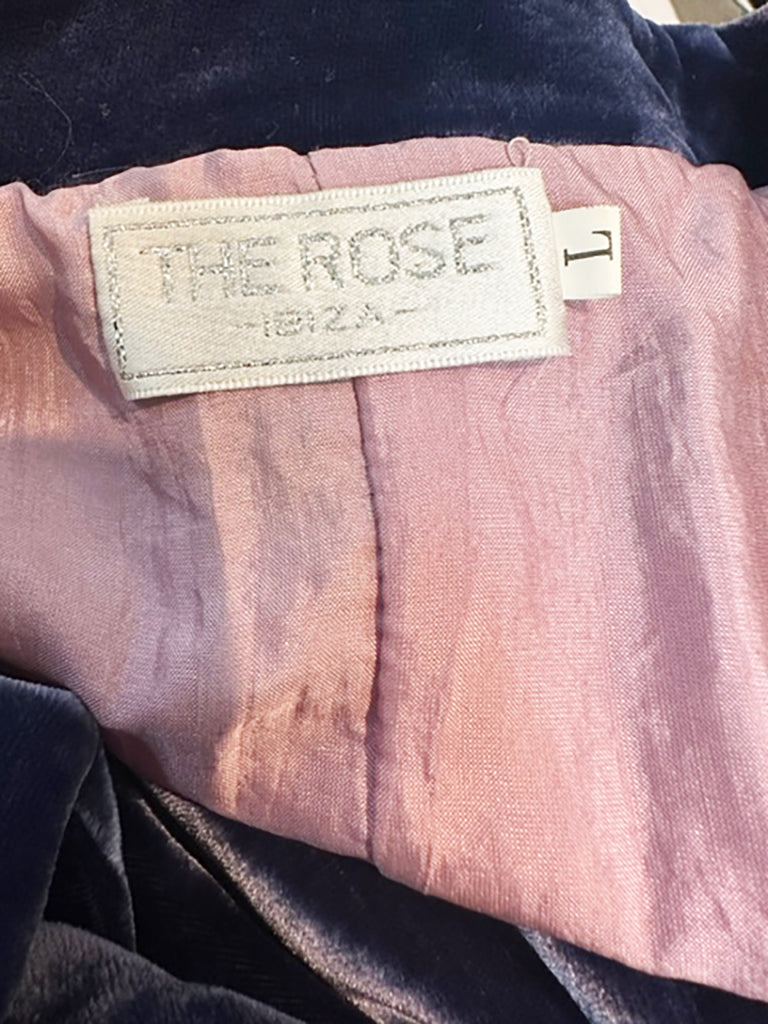 THE ROSE
-IBIZA-
L